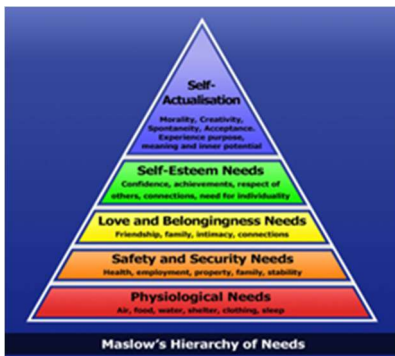 Self-
Actualisation
Morality, Creativity,
Spontaneity, Acceptance.
Experience purpose,
meaning and inner potential
Self-Esteem Needs
Confidence, achievements, respect of
others, connections, need for individuality
Love and Belongingness Needs
Friendship, family, intimacy, connections
Safety and Security Needs
Health, employment, property, family, stability
Physiological Needs
Air, food, water, shelter, clothing, sleep
Maslow's Hierarchy of Needs